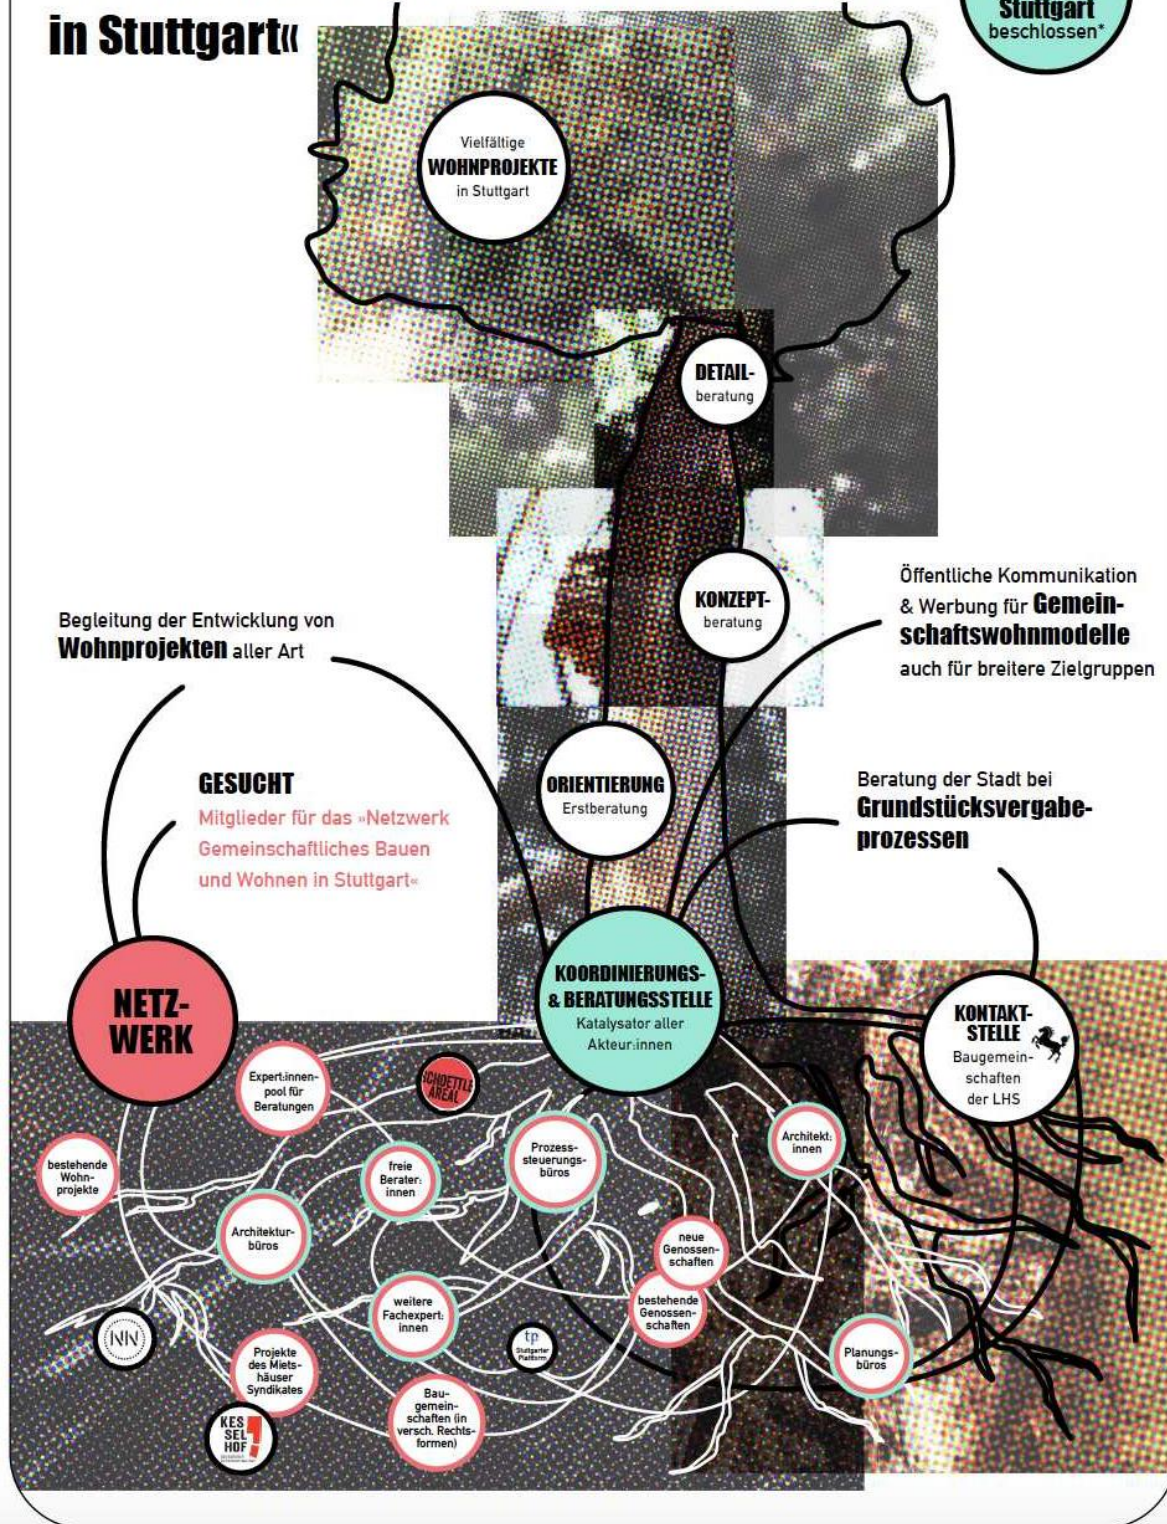 in Stuttgart«
Stuttgart
beschlossen*
Vielfältige
WOHNPROJEKTE
in Stuttgart
DETAIL-
beratung
KONZEPT-
beratung
Öffentliche Kommunikation
& Werbung für Gemein-
schaftswohnmodelle
auch für breitere Zielgruppen
Begleitung der Entwicklung von
Wohnprojekten aller Art
ORIENTIERUNG
Erstberatung
GESUCHT
Mitglieder für das »Netzwerk
Gemeinschaftliches Bauen
und Wohnen in Stuttgart«
Beratung der Stadt bei
Grundstücksvergabe-
prozessen
NETZ-
WERK
KOORDINIERUNGS-
& BERATUNGSSTELLE
Katalysator aller
Akteur:innen
KONTAKT-
STELLE
Baugemein-
schaften
der LHS
Expert:innen-
pool für
Beratungen
SCHOETTLE
AREAL
bestehende
Wohn-
projekte
freie
Berater:
innen
Prozess-
steuerungs-
büros
Architekt:
innen
Architektur-
büros
neue
Genossen-
schaften
bestehende
Genossen-
schaften
weitere
Fachexpert:
innen
NN
tp
Stuttgarter
Plattform
Planungs-
büros
Projekte
des Miets-
häuser
Syndikates
KES
SEL
HOF!
Bau-
gemein-
schaften (in
versch. Rechts-
formen)